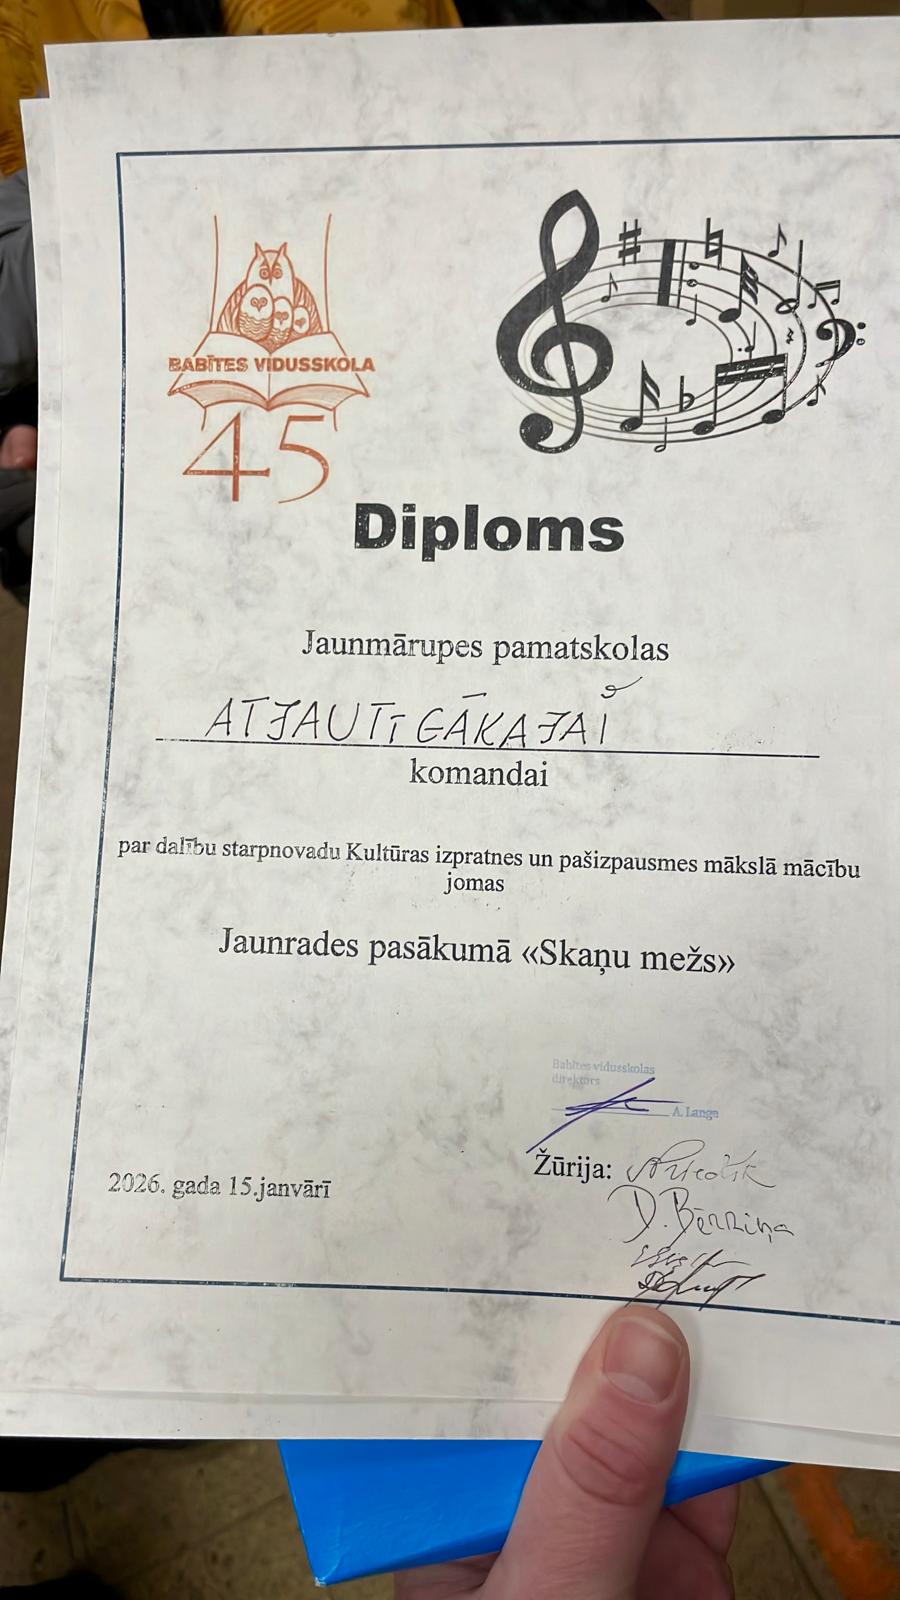 BABĪTES VIDUSSKOLA
45
Diploms
Jaunmārupes pamatskolas
ATJAUTĪGĀKAJAI
komandai
par dalību starpnovadu Kultūras izpratnes un pašizpausmes mākslā mācību
jomas
Jaunrades pasākumā «Skaņu mežs»
Babītes vidusskolas
direktors
A. Lange
Žūrija:
D. Bērziņa
2026. gada 15.janvārī